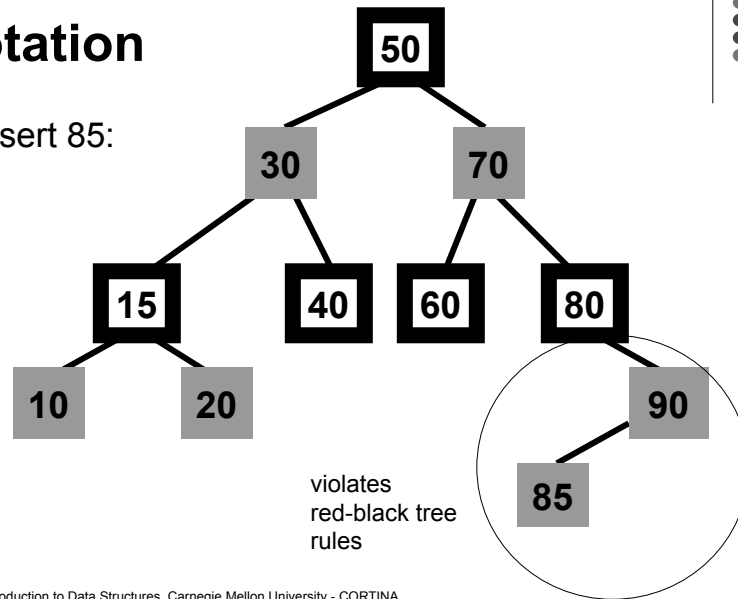 otation
sert 85:
50
30 70
15 40 60 80
10 20 90
85
violates
red-black tree
rules
oduction to Data Structures, Carnegie Mellon University - CORTINA